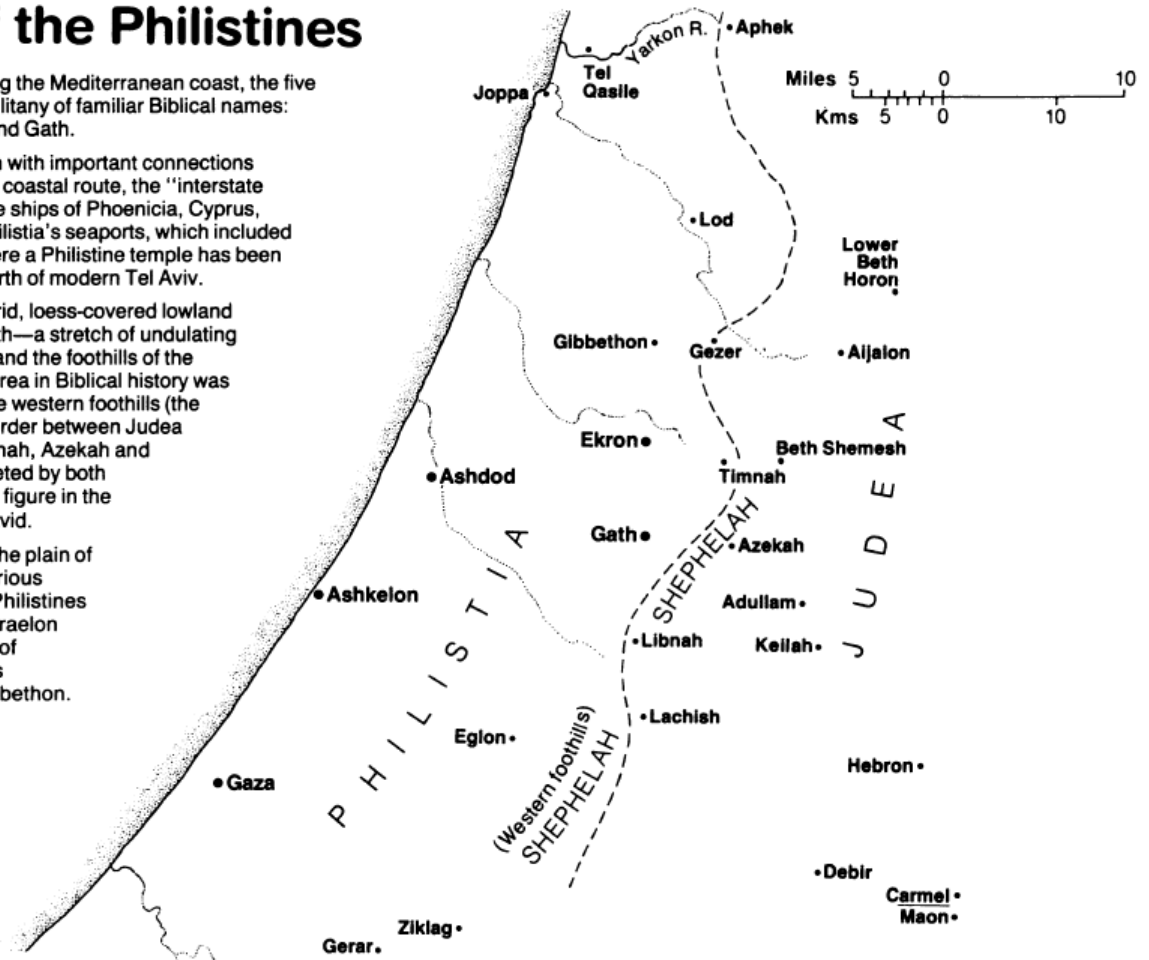 the Philistines
g the Mediterranean coast, the five
litany of familiar Biblical names:
nd Gath.
with important connections
coastal route, the "interstate
e ships of Phoenicia, Cyprus,
ilistia's seaports, which included
ere a Philistine temple has been
rth of modern Tel Aviv.
rid, loess-covered lowland
th—a stretch of undulating
and the foothills of the
rea in Biblical history was
e western foothills (the
rder between Judea
nah, Azekah and
eted by both
figure in the
vid.
he plain of
rious
Philistines
raelon
of
s
bethon.
Yarkon R.
Aphek
Tel
Qasile
Joppa
Miles 5 0 10
Kms 5 0 10
Lod
Lower
Beth
Horon
Gibbethon
Gezer
Aijalon
Ekron
Beth Shemesh
Timnah
Ashdod
Gath
Azekah
SHEPHELAH
Ashkelon
Adullam
Libnah
Keilah
JUDEA
PHILISTIA
Lachish
Eglon
(Western foothills)
SHEPHELAH
Hebron
Gaza
Debir
Carmel
Maon
Ziklag
Gerar